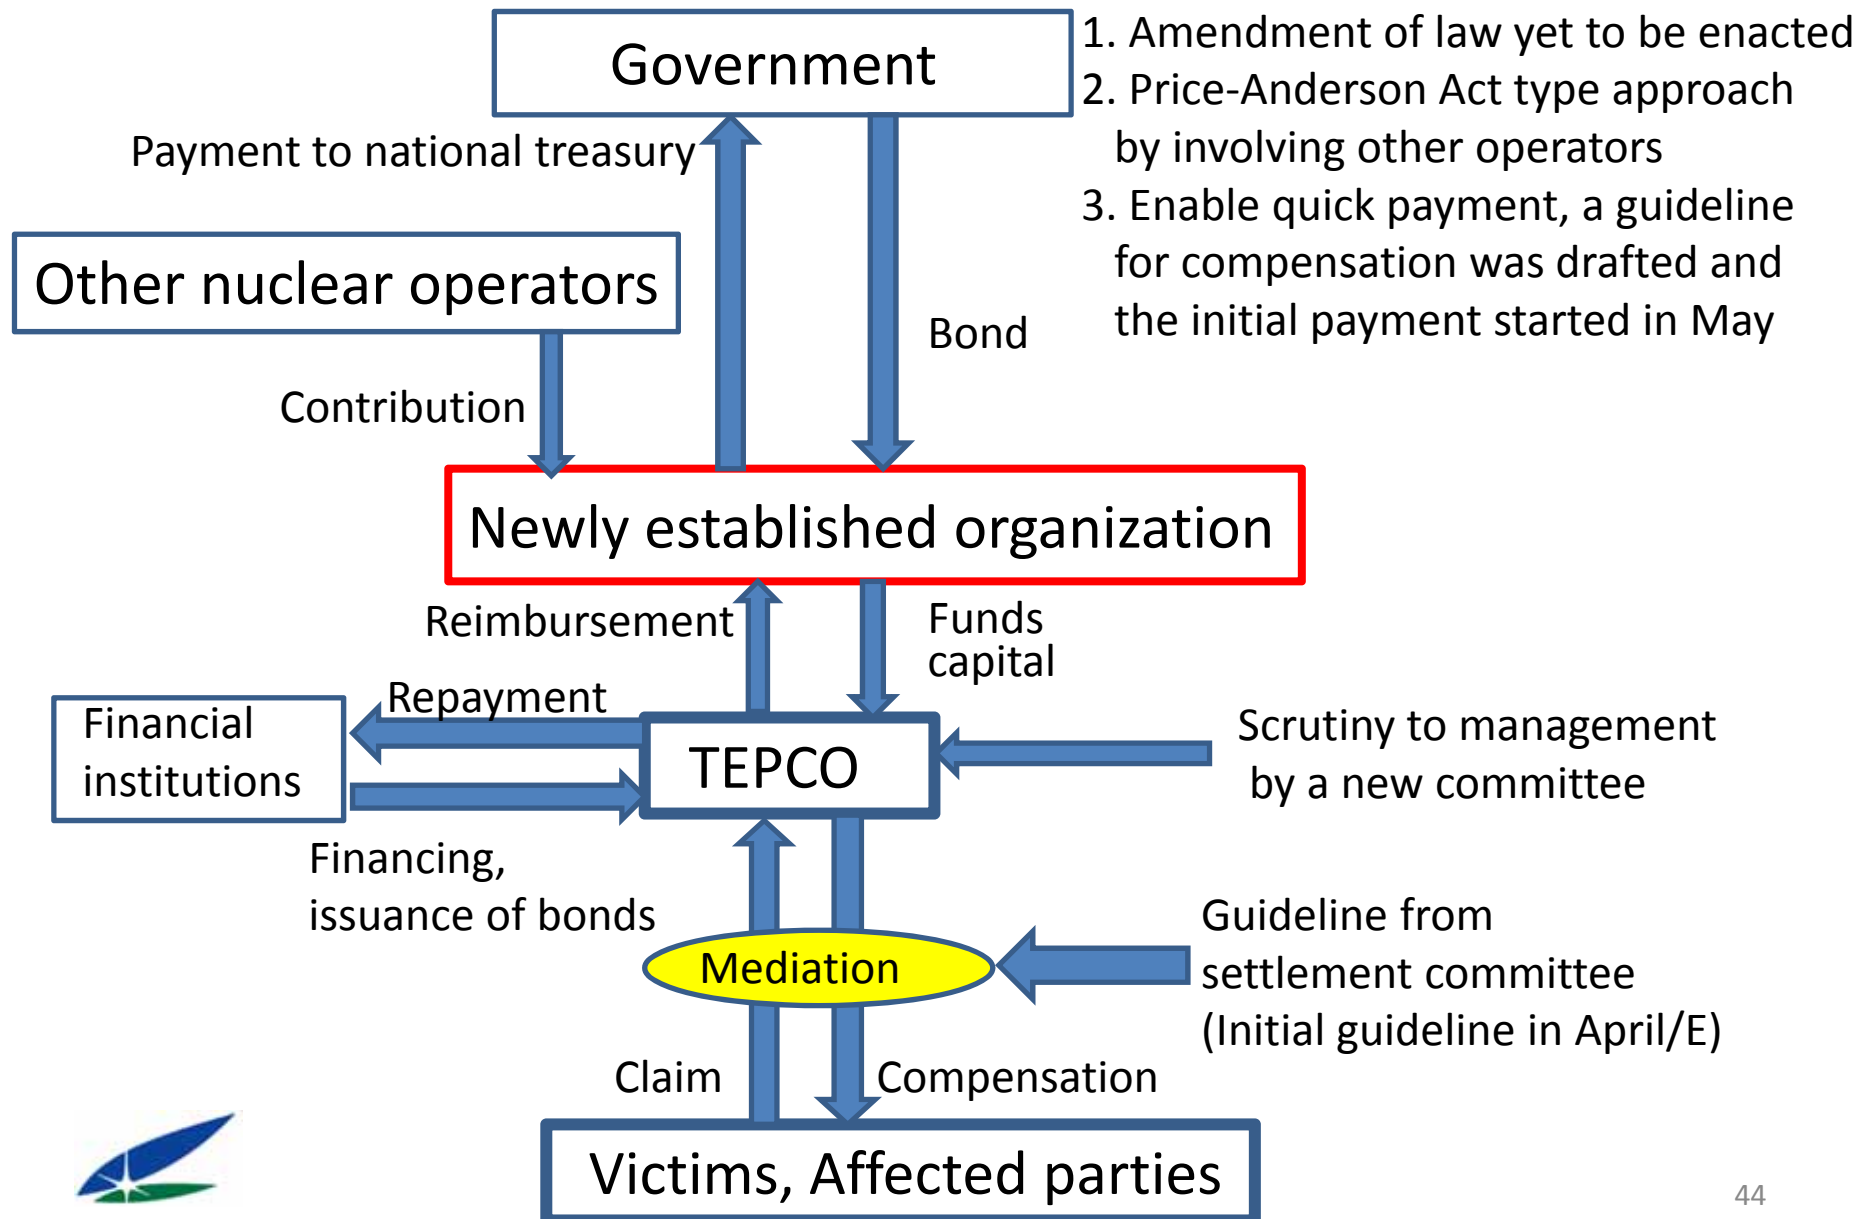 Government
1. Amendment of law yet to be enacted
2. Price-Anderson Act type approach
by involving other operators
3. Enable quick payment, a guideline
for compensation was drafted and
the initial payment started in May
Payment to national treasury
Other nuclear operators
Bond
Contribution
Newly established organization
Reimbursement
Funds
capital
Repayment
Financial
institutions
TEPCO
Scrutiny to management
by a new committee
Financing,
issuance of bonds
Mediation
Guideline from
settlement committee
(Initial guideline in April/E)
Claim
Compensation
Victims, Affected parties
44